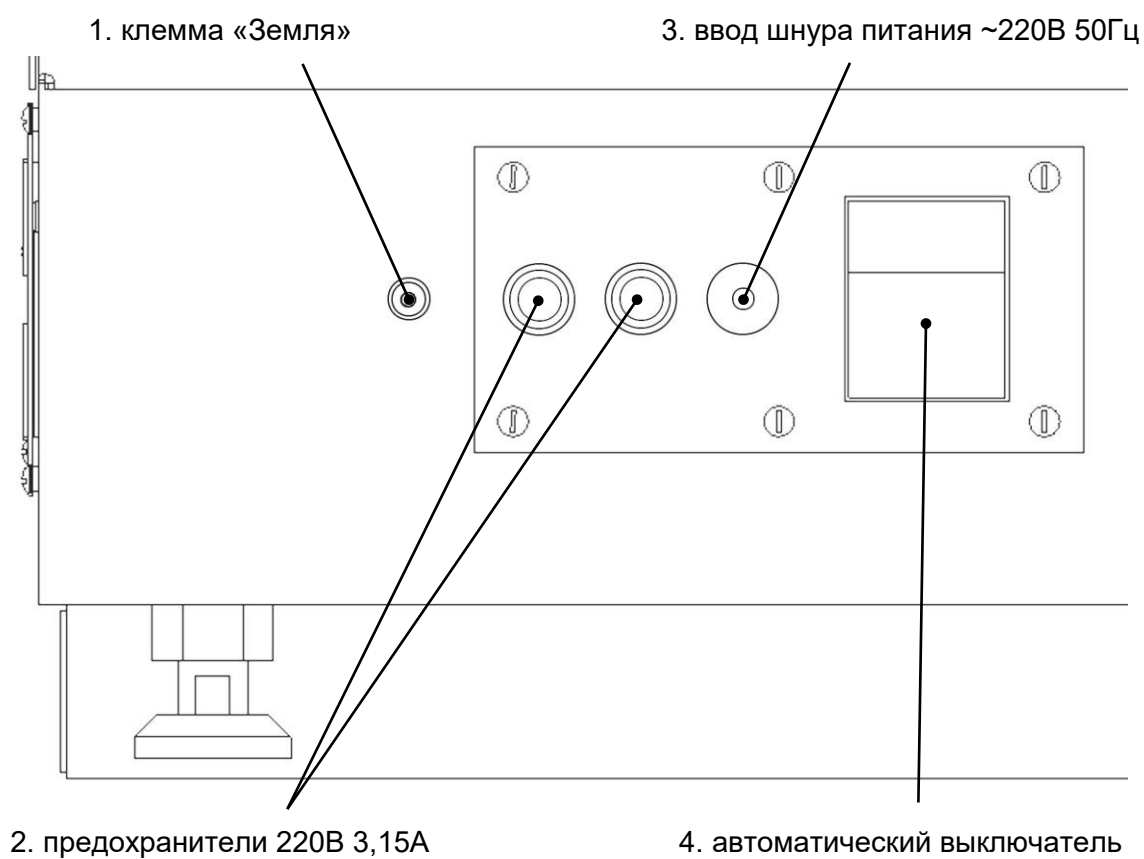 1. клемма «Земля»
3. ввод шнура питания ~220В 50Гц
2. предохранители 220В 3,15А
4. автоматический выключатель